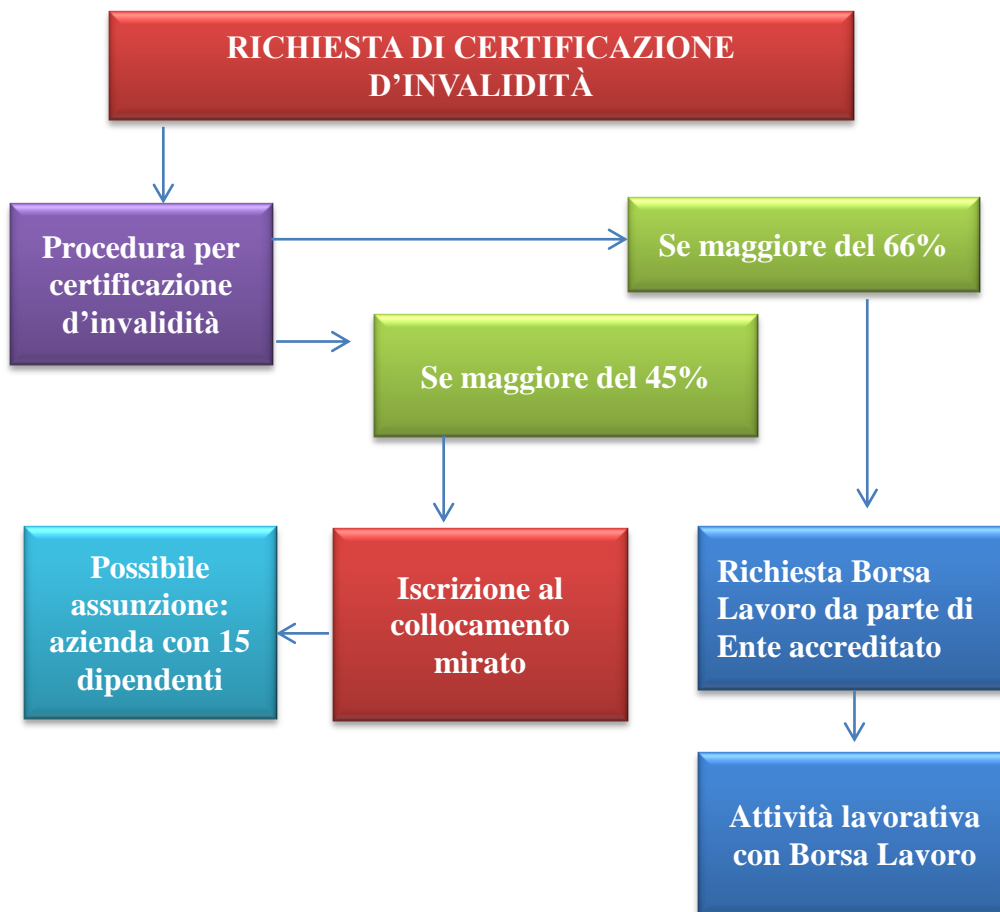 RICHIESTA DI CERTIFICAZIONE
D’INVALIDITÀ
Procedura per
certificazione
d’invalidità
Se maggiore del 66%
Se maggiore del 45%
Possibile
assunzione:
azienda con 15
dipendenti
Iscrizione al
collocamento
mirato
Richiesta Borsa
Lavoro da parte di
Ente accreditato
Attività lavorativa
con Borsa Lavoro